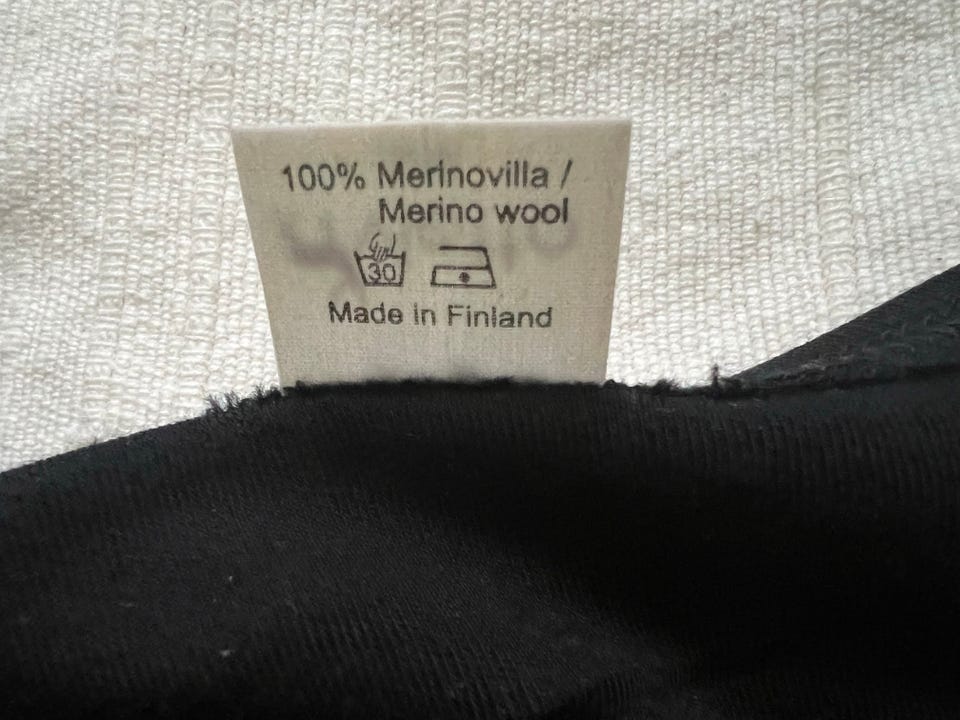 100% Merinovilla /
Merino wool
30
Made in Finland